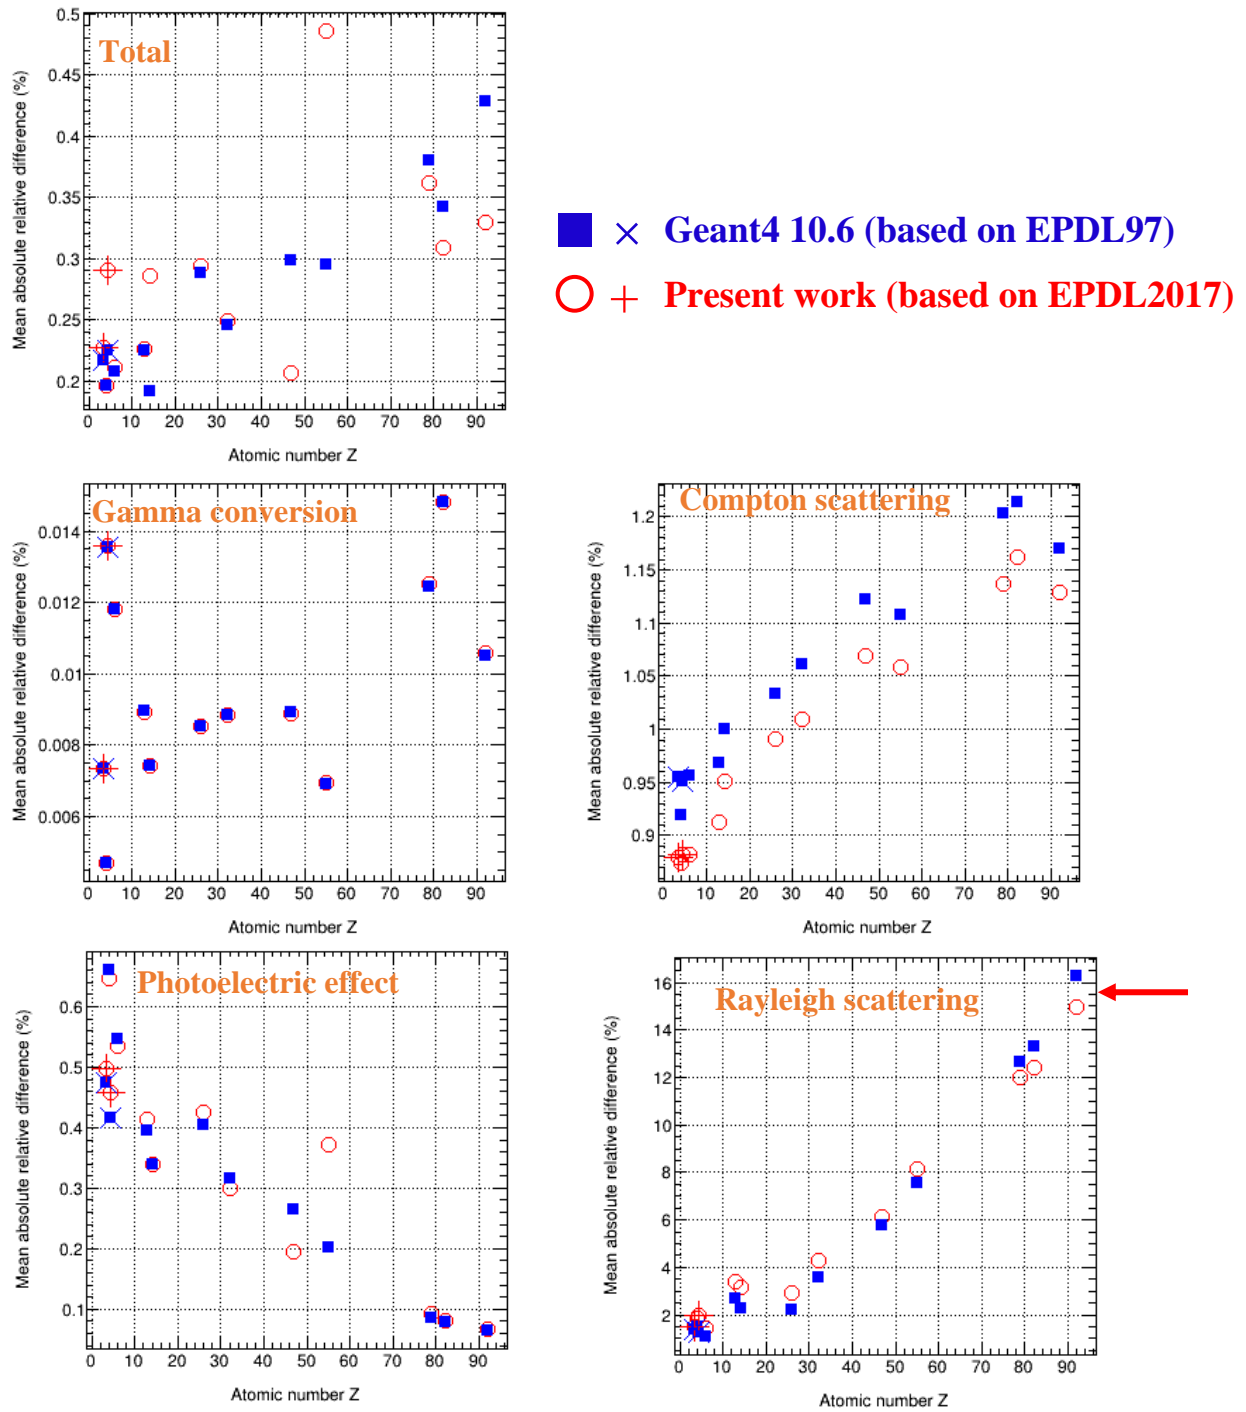 Total
Mean absolute relative difference (%)
0.5
0.45
0.4
0.35
0.3
0.25
0.2
0 10 20 30 40 50 60 70 80 90
Atomic number Z
Geant4 10.6 (based on EPDL97)
Present work (based on EPDL2017)
Gamma conversion
Mean absolute relative difference (%)
0.014
0.012
0.01
0.008
0.006
0 10 20 30 40 50 60 70 80 90
Atomic number Z
Compton scattering
Mean absolute relative difference (%)
1.2
1.15
1.1
1.05
1
0.95
0.9
0 10 20 30 40 50 60 70 80 90
Atomic number Z
Photoelectric effect
Mean absolute relative difference (%)
0.6
0.5
0.4
0.3
0.2
0.1
0 10 20 30 40 50 60 70 80 90
Atomic number Z
Rayleigh scattering
Mean absolute relative difference (%)
16
14
12
10
8
6
4
2
0 10 20 30 40 50 60 70 80 90
Atomic number Z